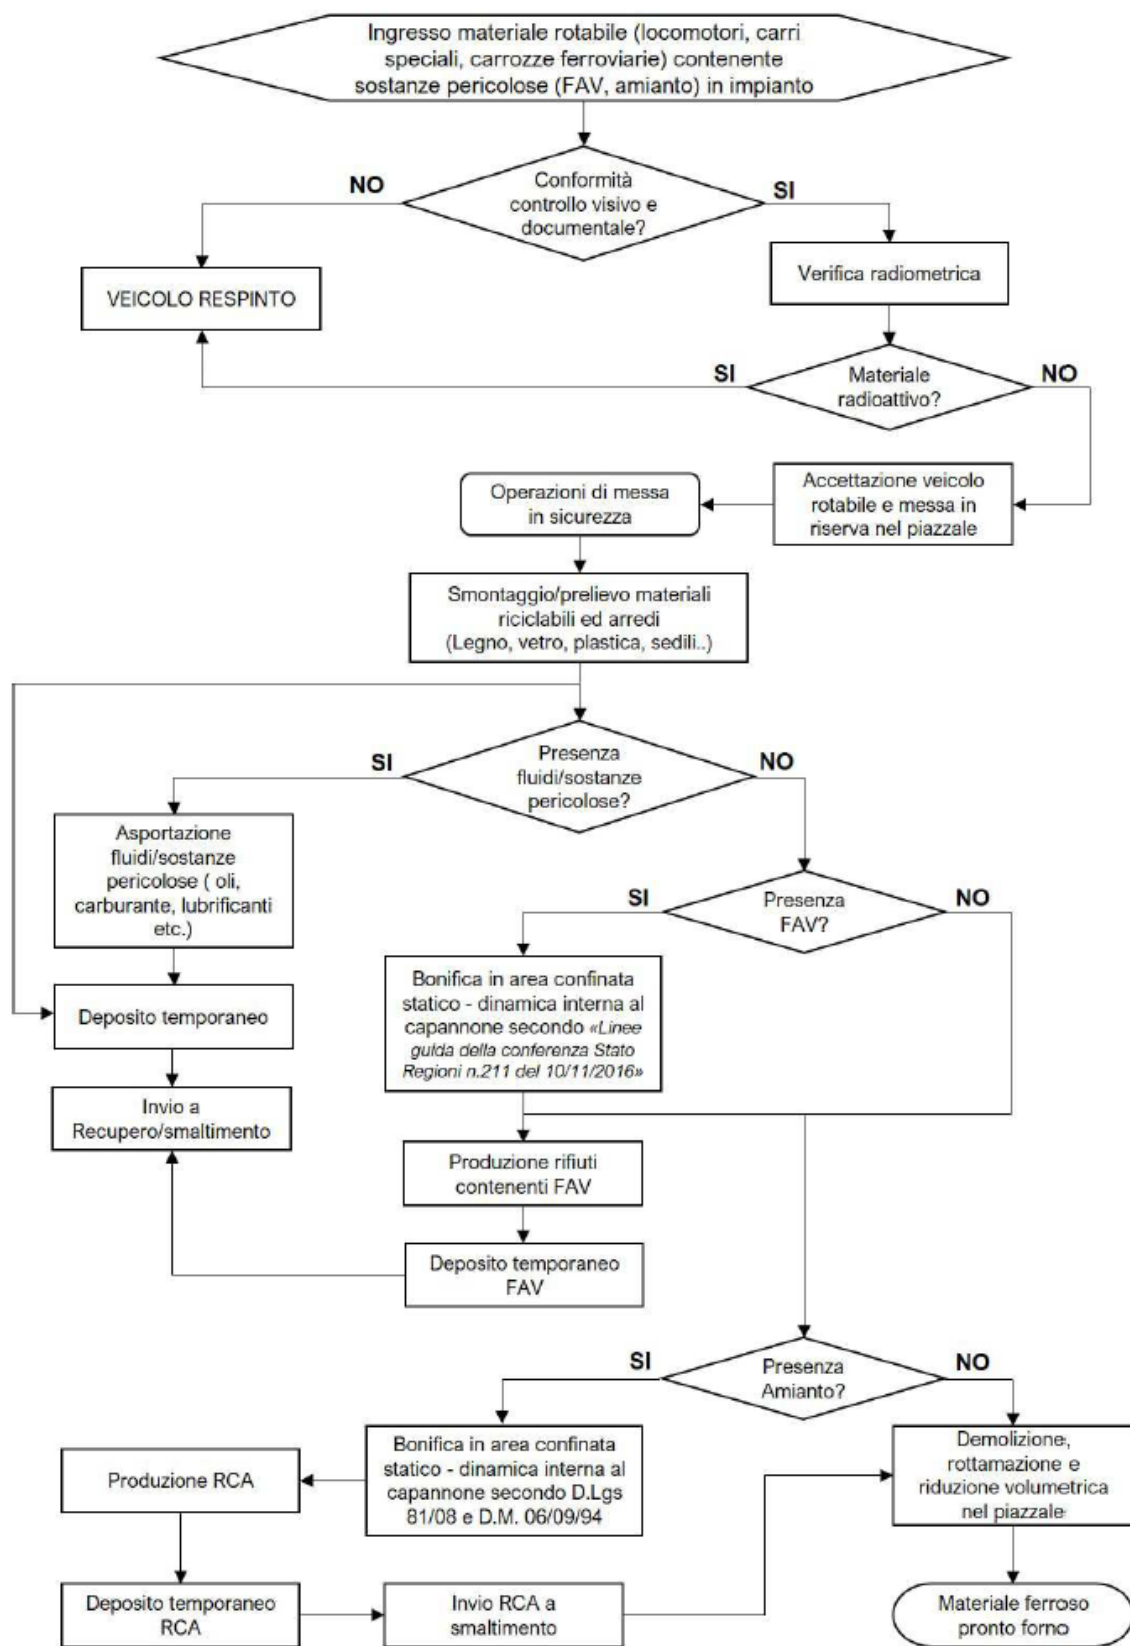 Ingresso materiale rotabile (locomotori, carri
speciali, carrozze ferroviarie) contenente
sostanze pericolose (FAV, amianto) in impianto
NO
Conformità
controllo visivo e
documentale?
SI
VEICOLO RESPINTO
Verifica radiometrica
SI
Materiale
radioattivo?
NO
Operazioni di messa
in sicurezza
Accettazione veicolo
rotabile e messa in
riserva nel piazzale
Smontaggio/prelievo materiali
riciclabili ed arredi
(Legno, vetro, plastica, sedili..)
SI
Presenza
fluidi/sostanze
pericolose?
NO
Asportazione
fluidi/sostanze
pericolose ( oli,
carburante, lubrificanti
etc.)
SI
Presenza
FAV?
NO
Deposito temporaneo
Bonifica in area confinata
statico - dinamica interna al
capannone secondo «Linee
guida della conferenza Stato
Regioni n.211 del 10/11/2016»
Invio a
Recupero/smaltimento
Produzione rifiuti
contenenti FAV
Deposito temporaneo
FAV
SI
Presenza
Amianto?
NO
Produzione RCA
Bonifica in area confinata
statico - dinamica interna al
capannone secondo D.Lgs
81/08 e D.M. 06/09/94
Demolizione,
rottamazione e
riduzione volumetrica
nel piazzale
Deposito temporaneo
RCA
Invio RCA a
smaltimento
Materiale ferroso
pronto forno